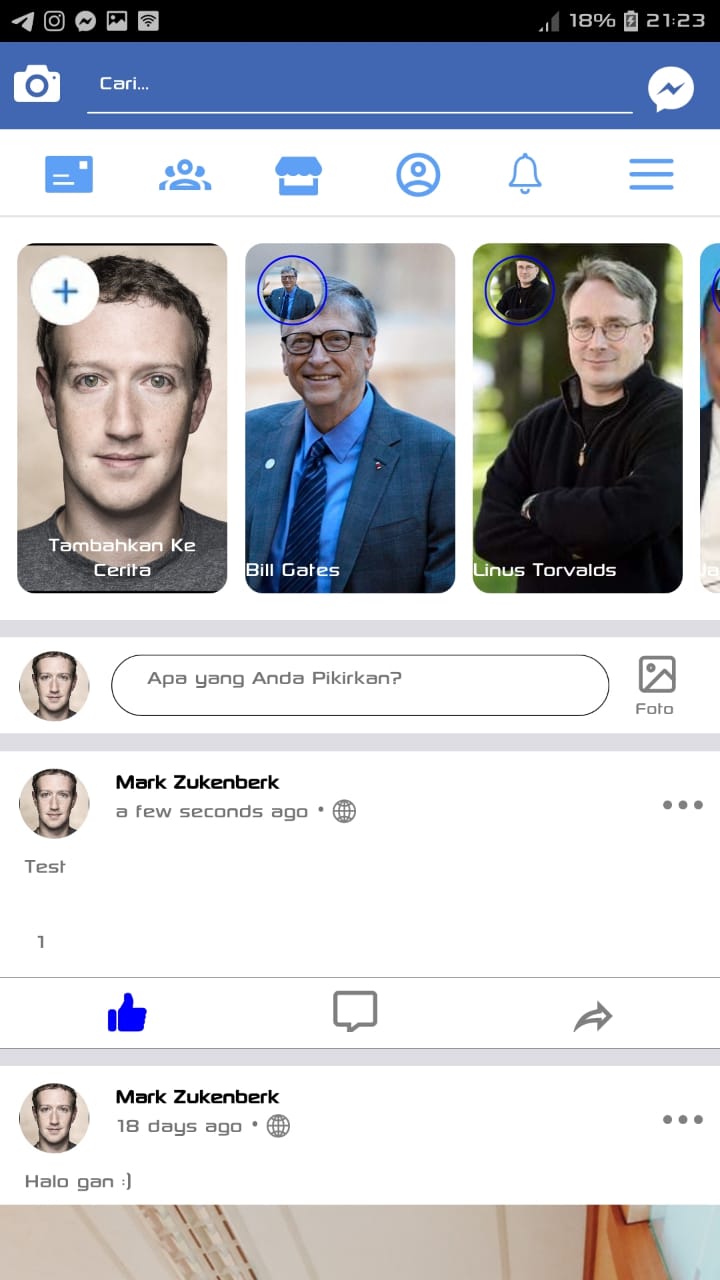 18% 21:23
Cari...
Tambahkan Ke
Cerita
Bill Gates
Linus Torvalds
Ja
Apa yang Anda Pikirkan?
Foto
Mark Zukenberk
a few seconds ago •
Test
1
Mark Zukenberk
18 days ago •
Halo gan :)